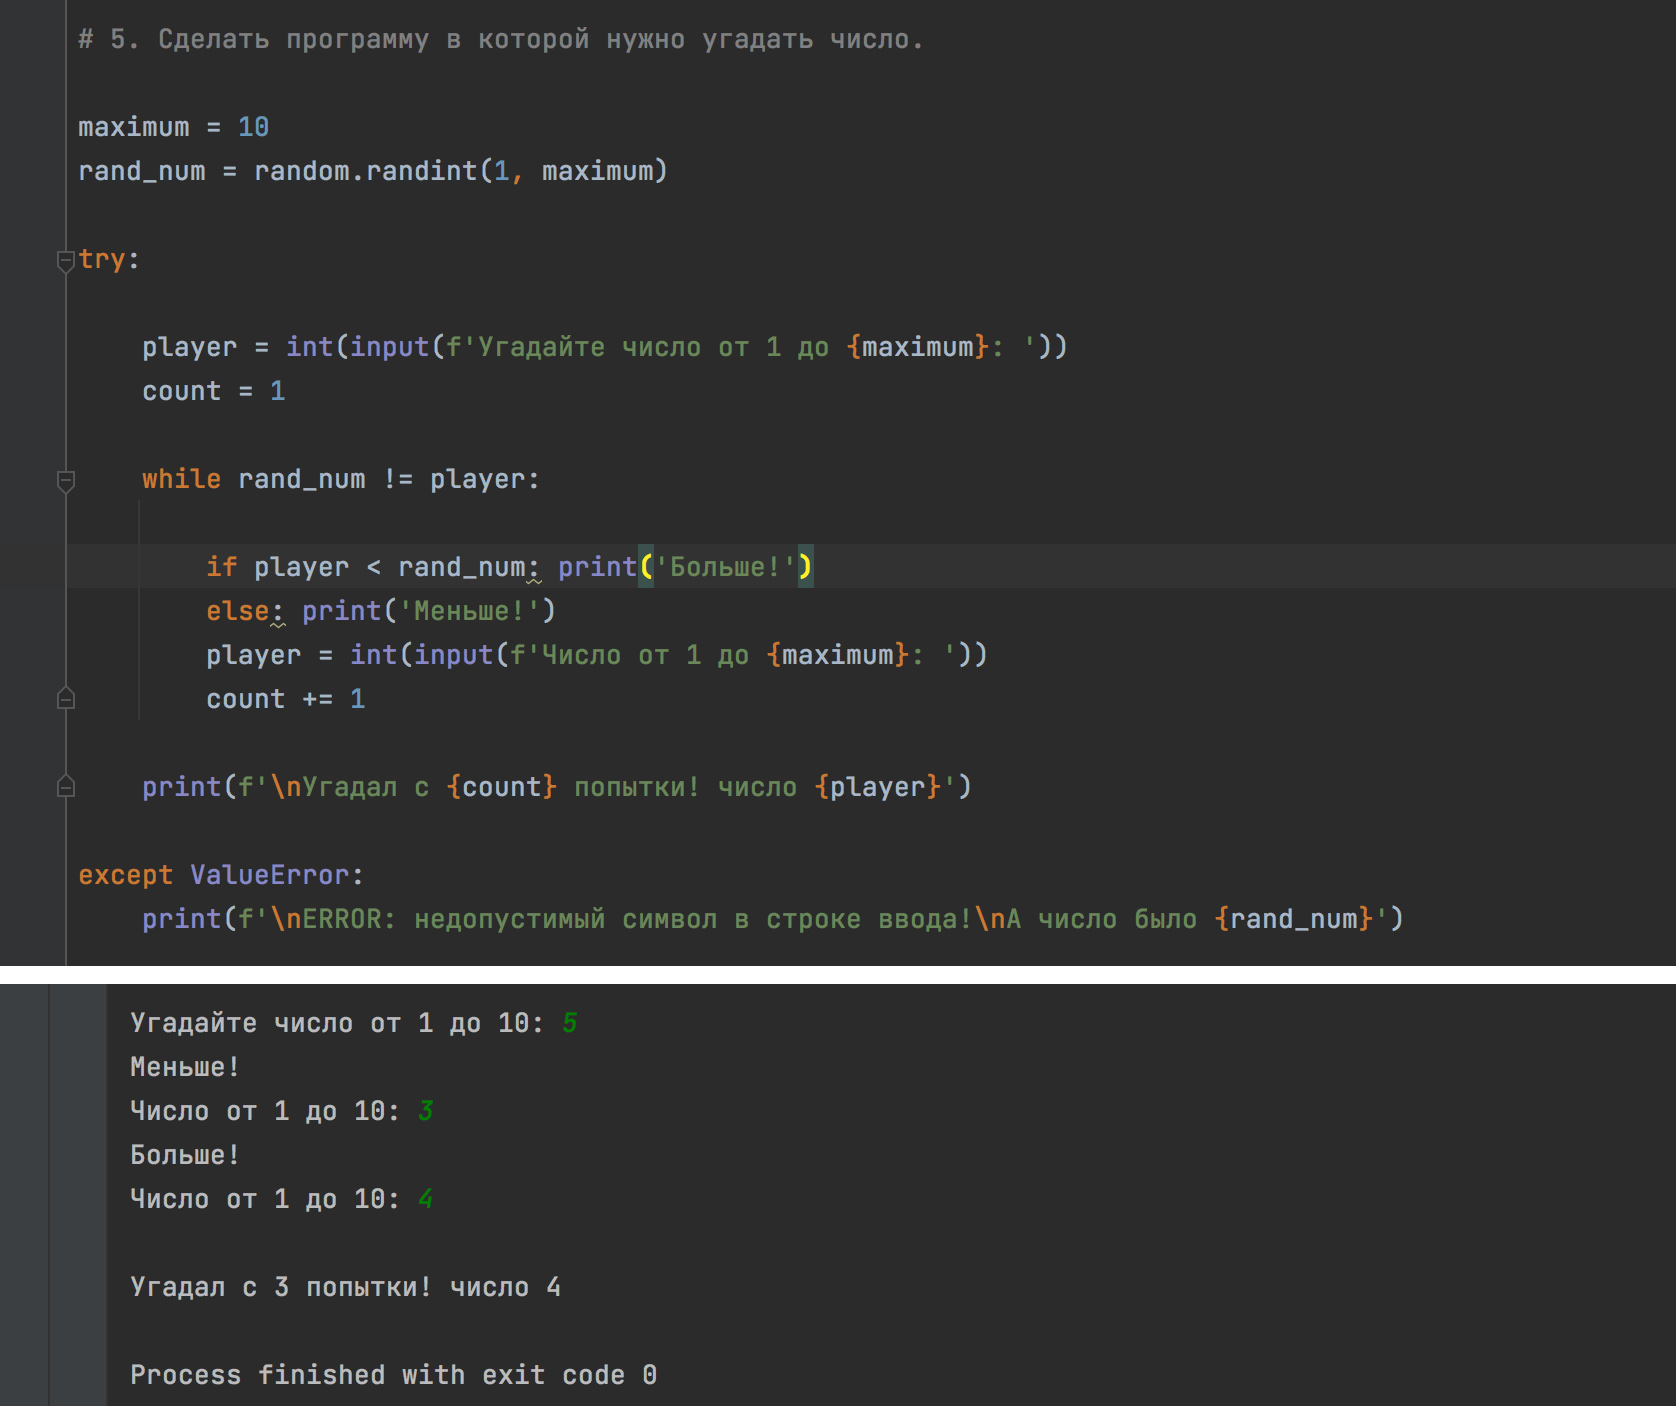 # 5. Сделать программу в которой нужно угадать число.
maximum = 10
rand_num = random.randint(1, maximum)
try:
player = int(input(f'Угадайте число от 1 до {maximum}: '))
count = 1
while rand_num != player:
if player < rand_num: print('Больше!')
else: print('Меньше!')
player = int(input(f'Число от 1 до {maximum}: '))
count += 1
print(f'\nУгадал с {count} попытки! число {player}')
except ValueError:
print(f'\nERROR: недопустимый символ в строке ввода!\nА число было {rand_num}')
Угадайте число от 1 до 10: 5
Меньше!
Число от 1 до 10: 3
Больше!
Число от 1 до 10: 4
Угадал с 3 попытки! число 4
Process finished with exit code 0